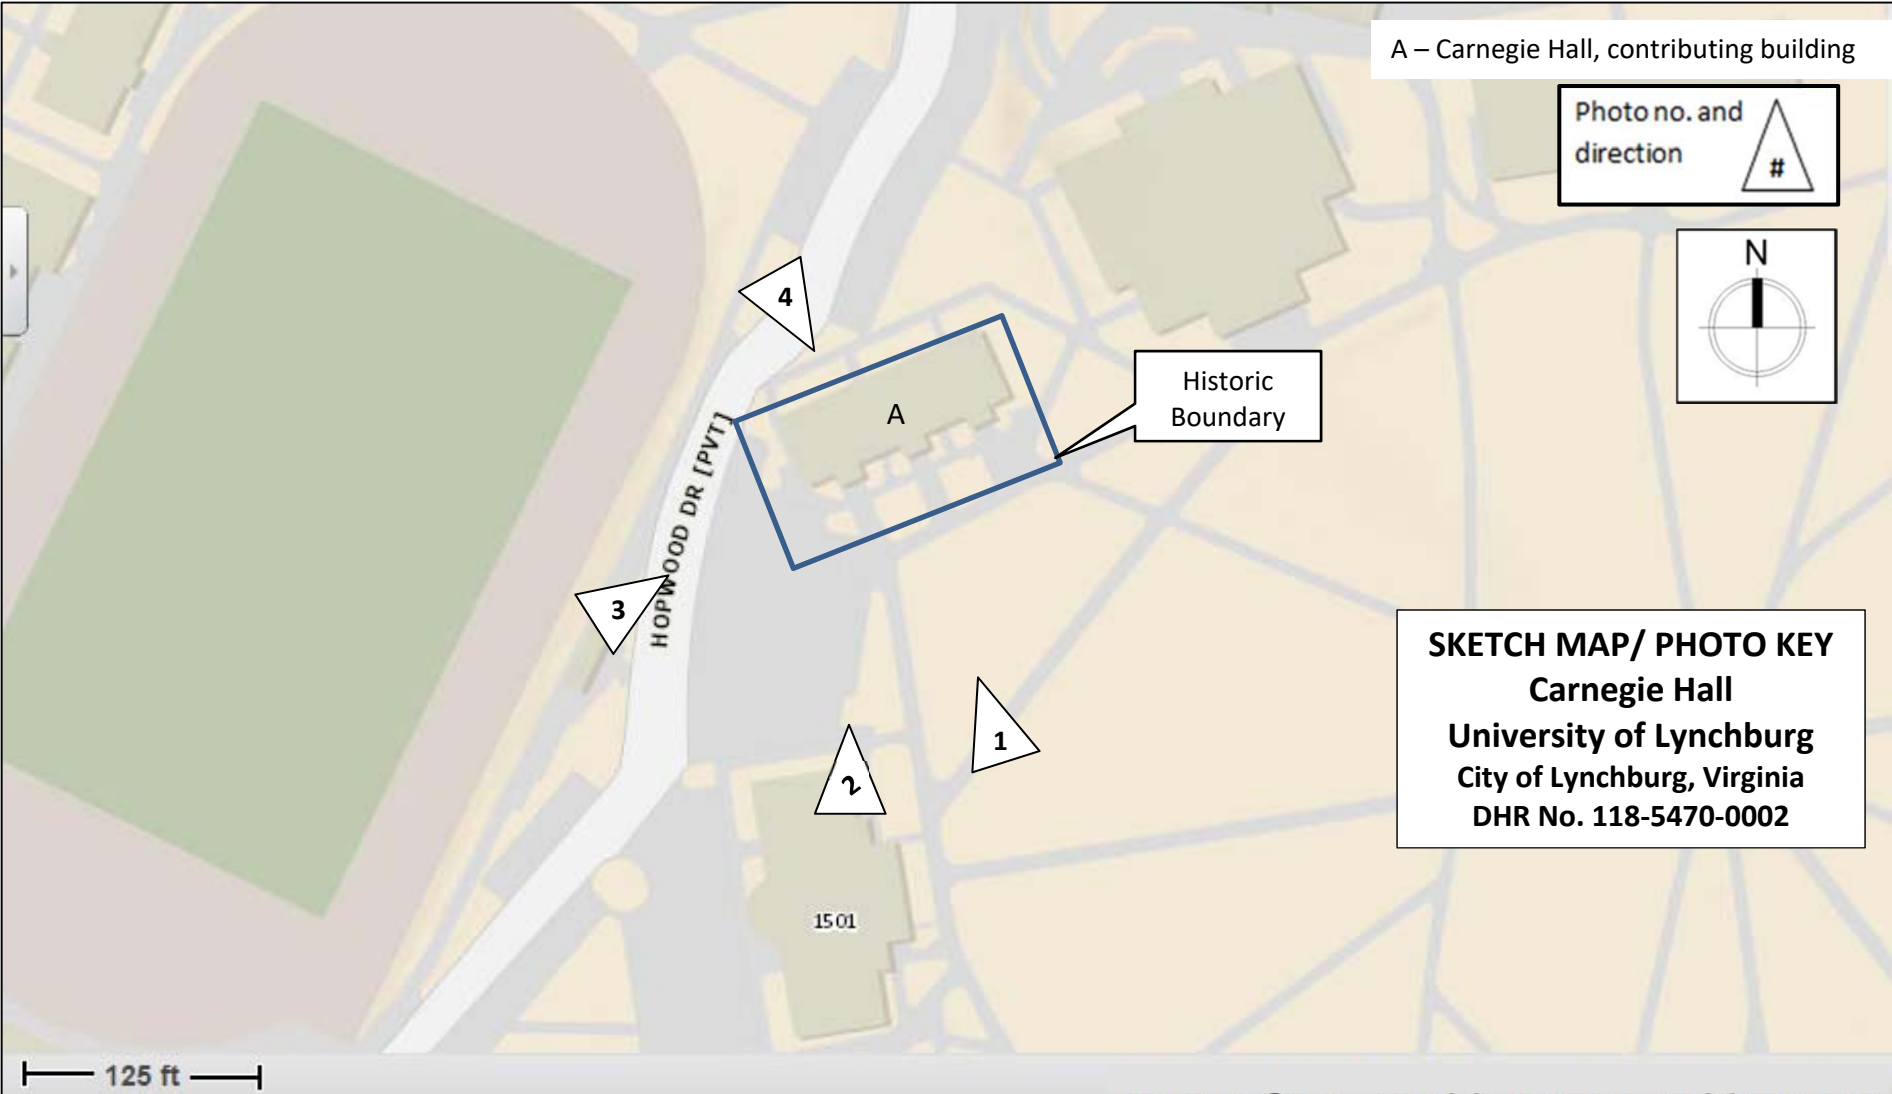 A – Carnegie Hall, contributing building
Photo no. and
direction
#
N
4
Historic
Boundary
A
HOPWOOD DR [PVT]
3
SKETCH MAP/ PHOTO KEY
Carnegie Hall
University of Lynchburg
City of Lynchburg, Virginia
DHR No. 118-5470-0002
1
2
1501
125 ft